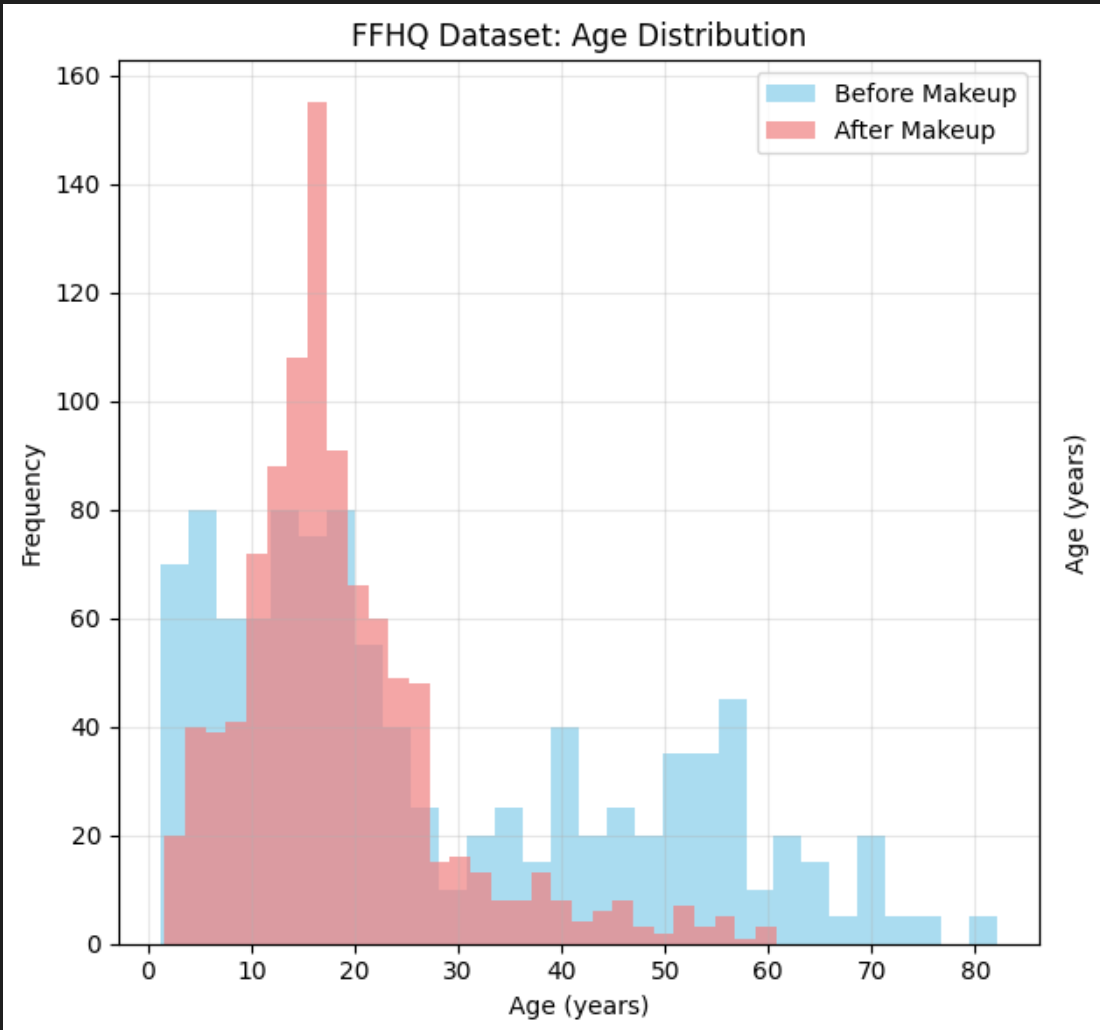 FFHQ Dataset: Age Distribution
Before Makeup
After Makeup
160
140
120
100
80
60
40
20
0
Frequency
0 10 20 30 40 50 60 70 80
Age (years)
Age (years)